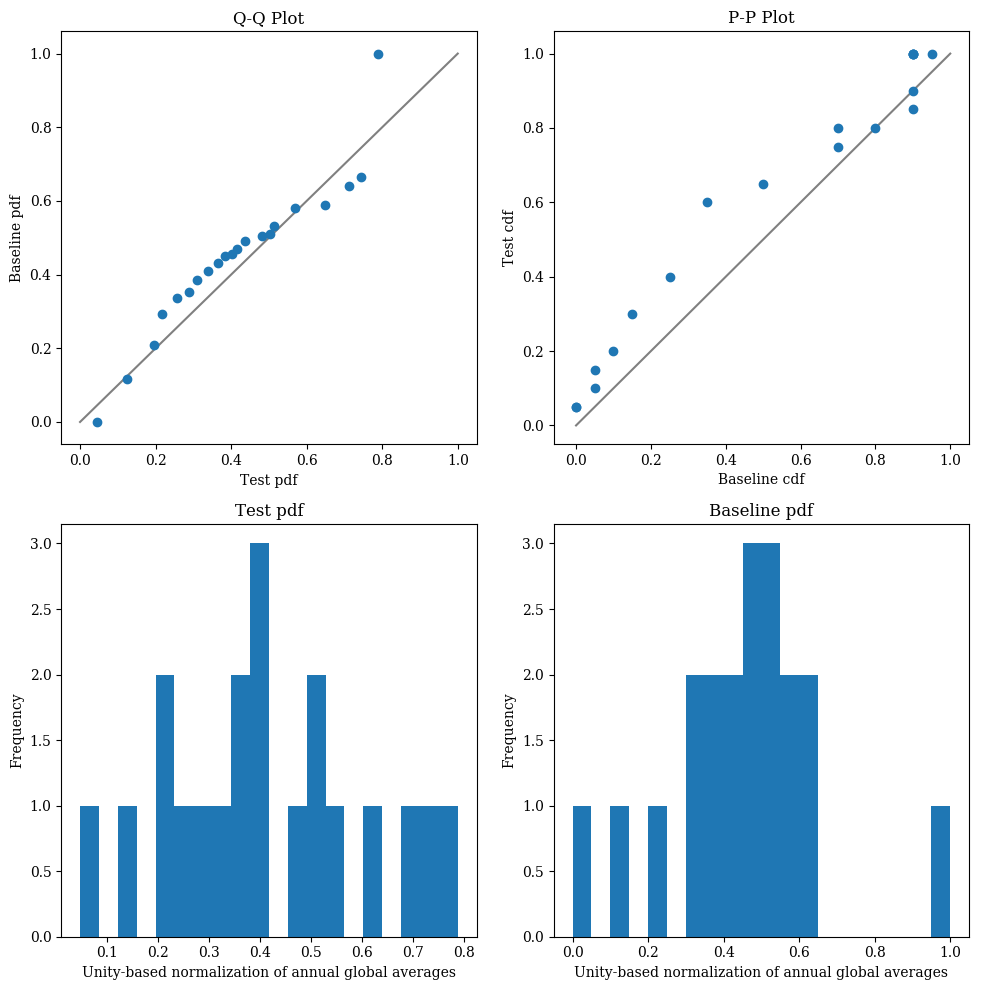 Q-Q Plot
1.0
0.8
0.6
0.4
0.2
0.0
Baseline pdf
0.0 0.2 0.4 0.6 0.8 1.0
Test pdf
P-P Plot
1.0
0.8
0.6
0.4
0.2
0.0
Test cdf
0.0 0.2 0.4 0.6 0.8 1.0
Baseline cdf
Test pdf
3.0
2.5
2.0
1.5
1.0
0.5
0.0
Frequency
0.1 0.2 0.3 0.4 0.5 0.6 0.7 0.8
Unity-based normalization of annual global averages
Baseline pdf
3.0
2.5
2.0
1.5
1.0
0.5
0.0
Frequency
0.0 0.2 0.4 0.6 0.8 1.0
Unity-based normalization of annual global averages